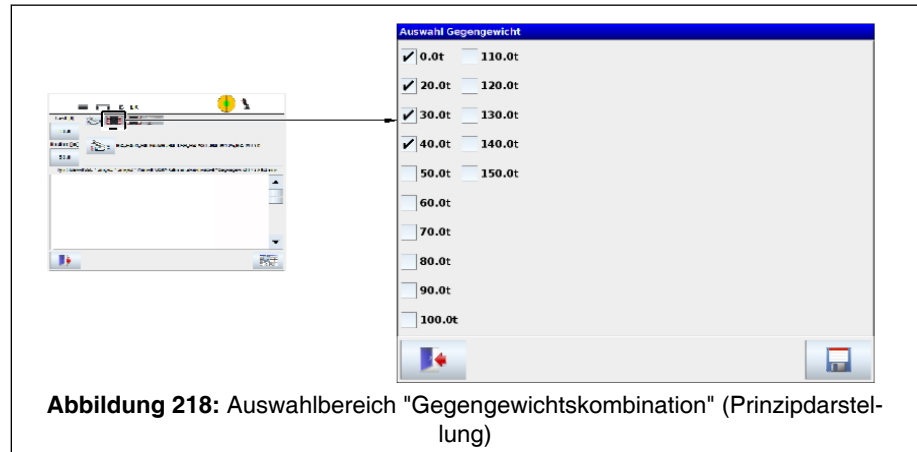 Auswahl Gegengewicht
0.0t 110.0t
20.0t 120.0t
30.0t 130.0t
40.0t 140.0t
50.0t 150.0t
60.0t
70.0t
80.0t
90.0t
100.0t
Abbildung 218: Auswahlbereich "Gegengewichtskombination" (Prinzipdarstel-
lung)